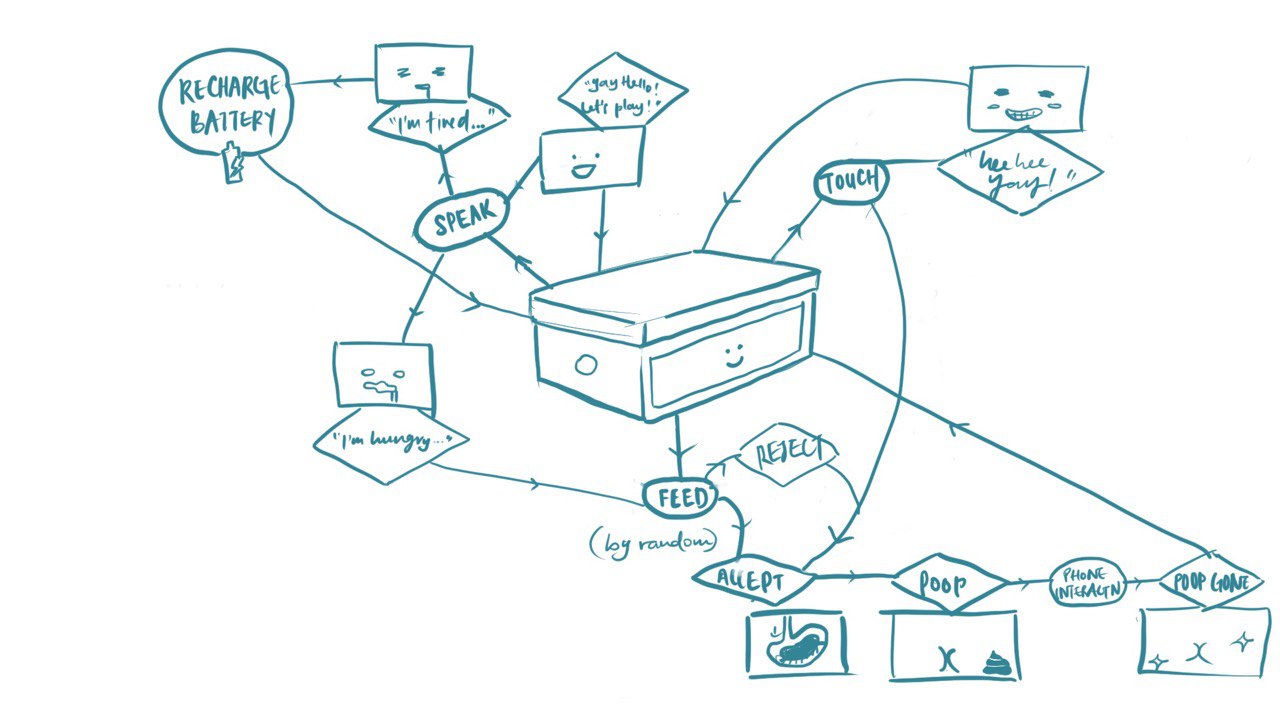 RECHARGE
BATTERY
"I'm tired..."
"yay Hello!
let's play!"
SPEAK
TOUCH
"hee hee
yay!"
"I'm hungry..."
REJECT
FEED
(by random)
ACCEPT
POOP
PHONE
INTERACTN
POOP GONE